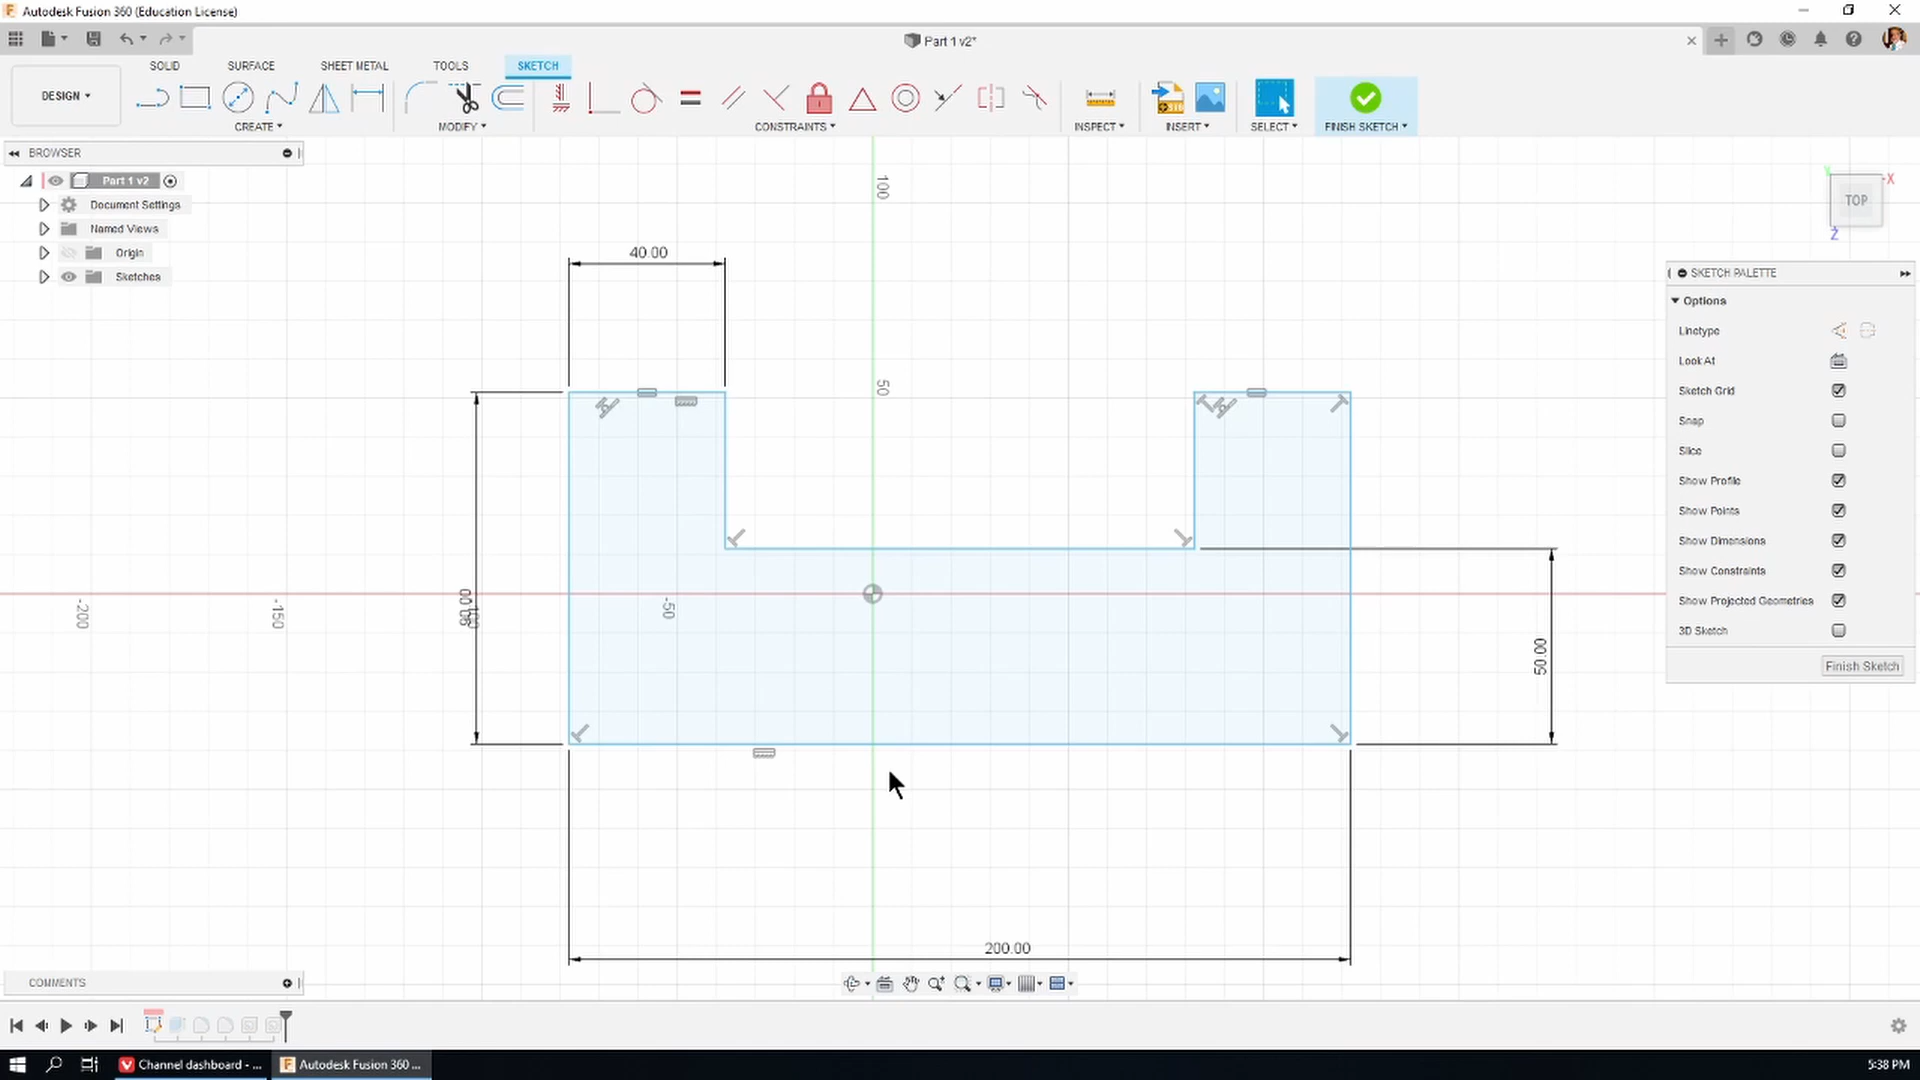 Autodesk Fusion 360 (Education License)
Part 1 v2*
SOLID
SURFACE
SHEET METAL
TOOLS
SKETCH
DESIGN
CREATE
MODIFY
CONSTRAINTS
INSPECT
INSERT
SELECT
FINISH SKETCH
BROWSER
Part 1 v2
Document Settings
Named Views
Origin
Sketches
100
50
-50
-150
-200
40.00
90.00
50.00
200.00
TOP
X
Y
Z
SKETCH PALETTE
Options
Linetype
Look At
Sketch Grid
Snap
Slice
Show Profile
Show Points
Show Dimensions
Show Constraints
Show Projected Geometries
3D Sketch
Finish Sketch
COMMENTS
Channel dashboard - ...
Autodesk Fusion 360 ...
5:38 PM